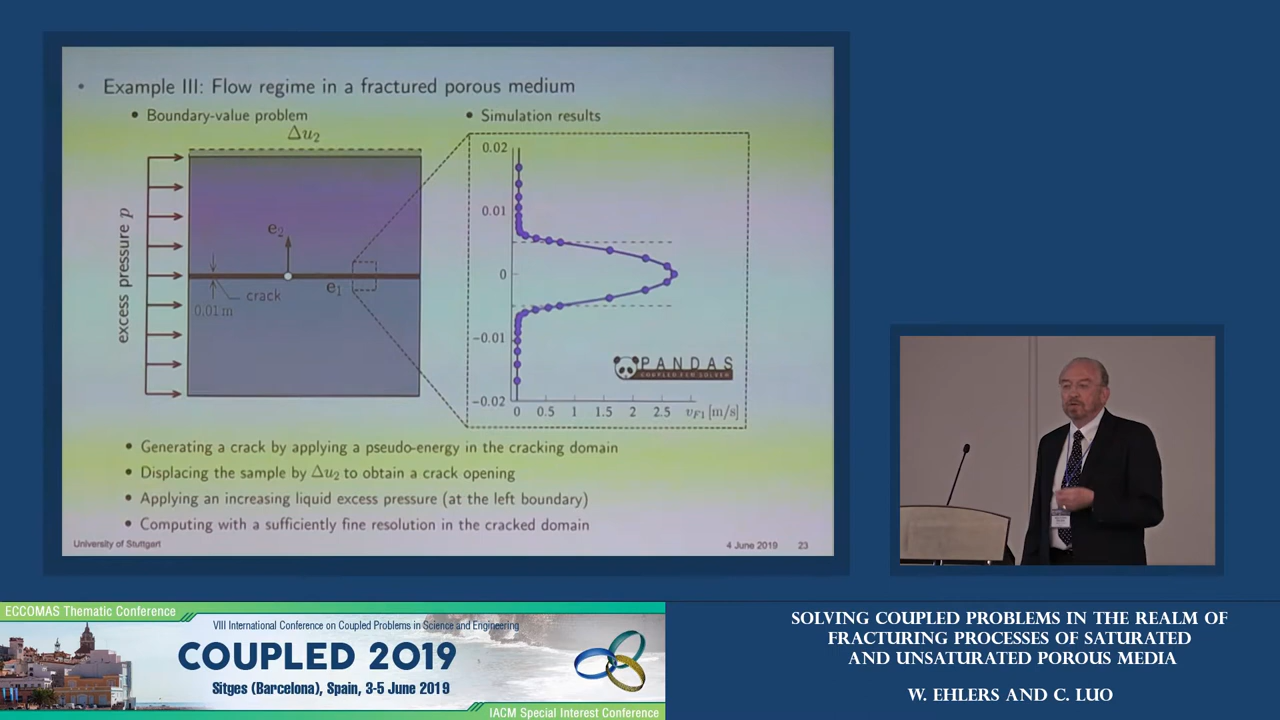 • Example III: Flow regime in a fractured porous medium
• Boundary-value problem
• Simulation results
Δu₂
excess pressure p
e₂
e₁
crack
0.01 m
0.02
0.01
0
−0.01
−0.02
0 0.5 1 1.5 2 2.5 vF1 [m/s]
PANDAS
COUPLED FEM SOLVER
• Generating a crack by applying a pseudo-energy in the cracking domain
• Displacing the sample by Δu₂ to obtain a crack opening
• Applying an increasing liquid excess pressure (at the left boundary)
• Computing with a sufficiently fine resolution in the cracked domain
University of Stuttgart
4 June 2019 23
ECCOMAS Thematic Conference
VIII International Conference on Coupled Problems in Science and Engineering
COUPLED 2019
Sitges (Barcelona), Spain, 3-5 June 2019
IACM Special Interest Conference
SOLVING COUPLED PROBLEMS IN THE REALM OF
FRACTURING PROCESSES OF SATURATED
AND UNSATURATED POROUS MEDIA
W. EHLERS AND C. LUO